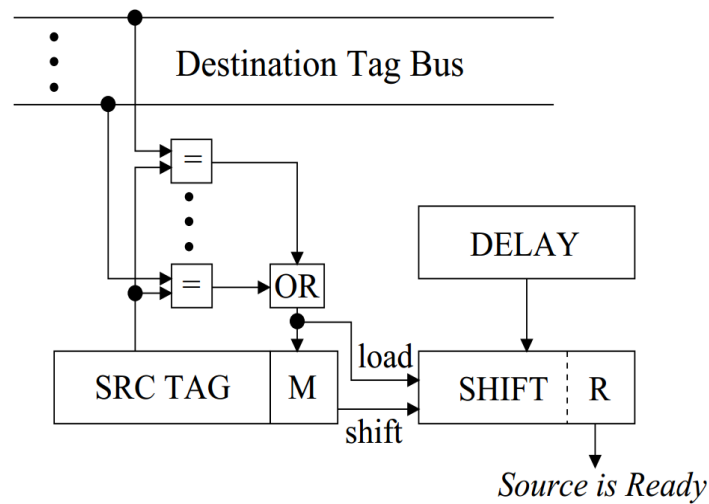 Destination Tag Bus
=
DELAY
=
OR
load
SRC TAG M
SHIFT R
shift
Source is Ready